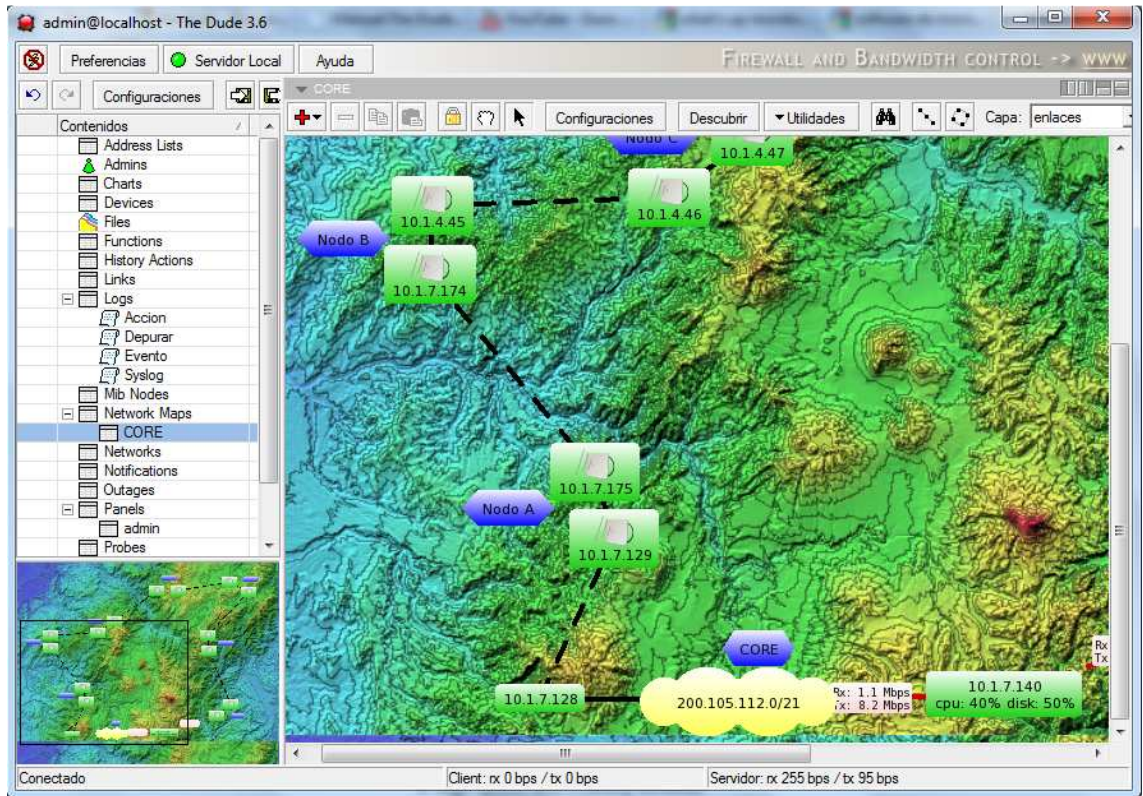 admin@localhost - The Dude 3.6
Preferencias
Servidor Local
Ayuda
FIREWALL AND BANDWIDTH CONTROL -> WWW
Configuraciones
CORE
Configuraciones
Descubrir
Utilidades
Capa:
enlaces
Contenidos
Address Lists
Admins
Charts
Devices
Files
Functions
History Actions
Links
Logs
Accion
Depurar
Evento
Syslog
Mib Nodes
Network Maps
CORE
Networks
Notifications
Outages
Panels
admin
Probes
Nodo C
10.1.4.47
10.1.4.45
10.1.4.46
Nodo B
10.1.7.174
10.1.7.175
Nodo A
10.1.7.129
CORE
Rx
Tx
10.1.7.128
200.105.112.0/21
Rx: 1.1 Mbps
Tx: 8.2 Mbps
10.1.7.140
cpu: 40% disk: 50%
Conectado
Client: rx 0 bps / tx 0 bps
Servidor: rx 255 bps / tx 95 bps